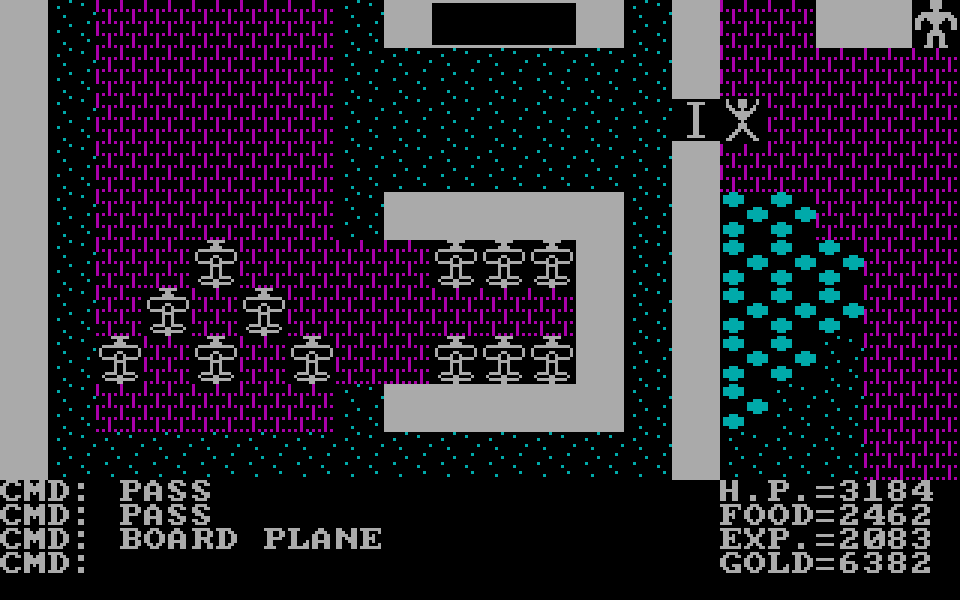 I
CMD: PASS
CMD: PASS
CMD: BOARD PLANE
CMD:
H.P.=3184
FOOD=2462
EXP.=2083
GOLD=6382